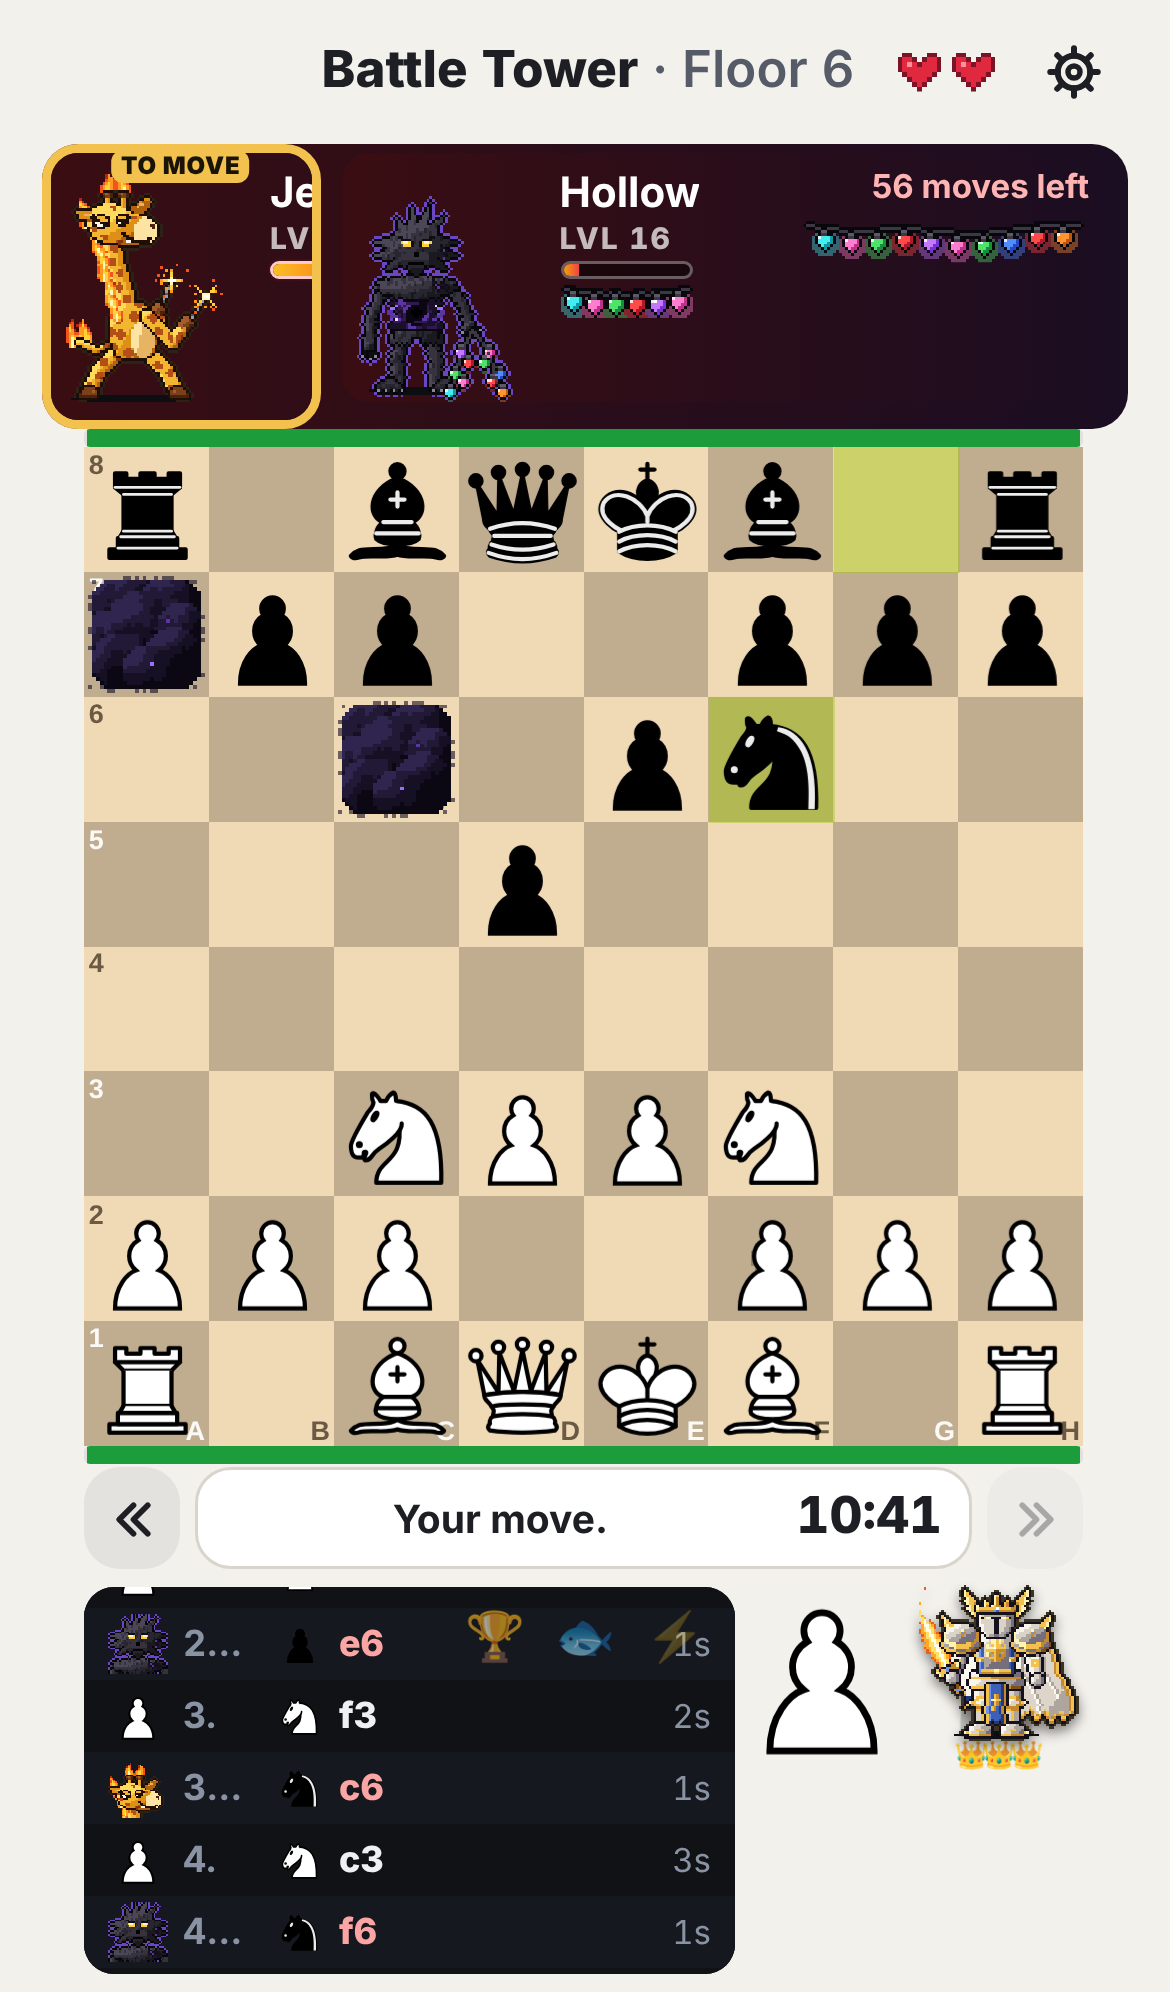 Battle Tower · Floor 6
TO MOVE
Je
LV
Hollow
LVL 16
56 moves left
8
6
5
4
3
2
1
A B C D E F G H
Your move.
10:41
2... e6 1s
3. f3 2s
3... c6 1s
4. c3 3s
4... f6 1s